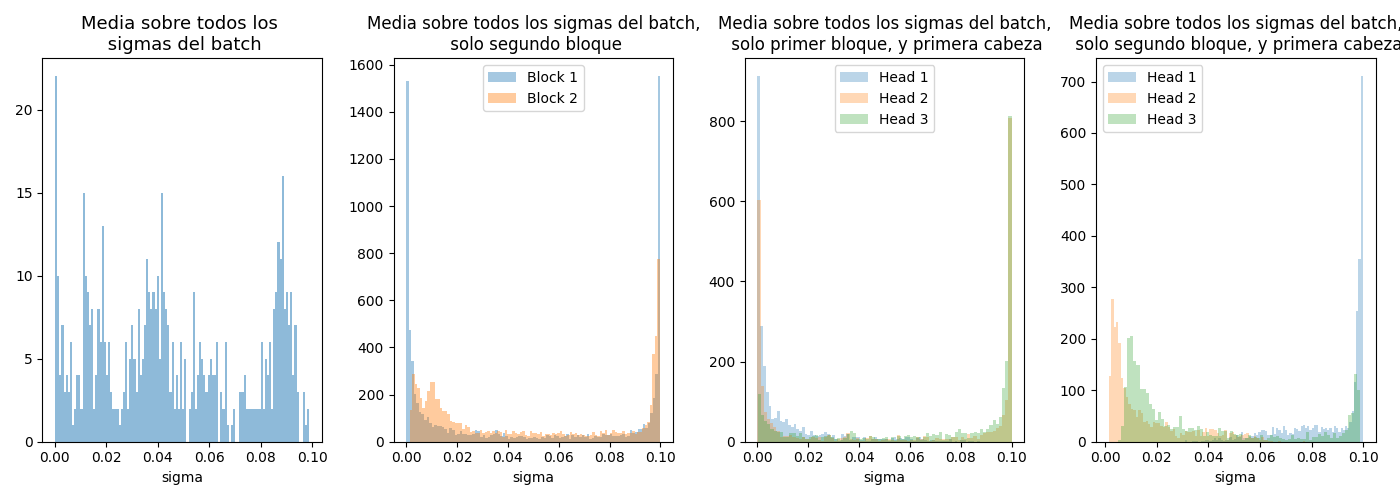 Media sobre todos los
sigmas del batch
20
15
10
5
0
0.00 0.02 0.04 0.06 0.08 0.10
sigma
Media sobre todos los sigmas del batch,
solo segundo bloque
Block 1
Block 2
1600
1400
1200
1000
800
600
400
200
0
0.00 0.02 0.04 0.06 0.08 0.10
sigma
Media sobre todos los sigmas del batch,
solo primer bloque, y primera cabeza
Head 1
Head 2
Head 3
800
600
400
200
0
0.00 0.02 0.04 0.06 0.08 0.10
sigma
Media sobre todos los sigmas del batch,
solo segundo bloque, y primera cabeza
Head 1
Head 2
Head 3
700
600
500
400
300
200
100
0
0.00 0.02 0.04 0.06 0.08 0.10
sigma